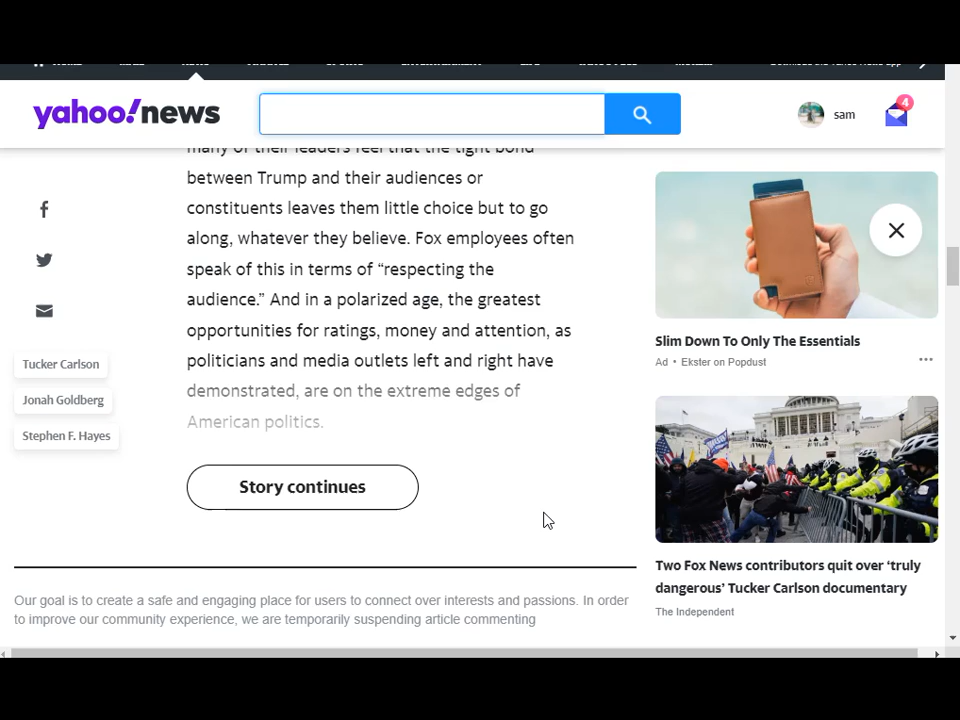 yahoo!news
sam
4
many of their leaders feel that the tight bond
between Trump and their audiences or
constituents leaves them little choice but to go
along, whatever they believe. Fox employees often
speak of this in terms of “respecting the
audience.” And in a polarized age, the greatest
opportunities for ratings, money and attention, as
politicians and media outlets left and right have
demonstrated, are on the extreme edges of
American politics.
Story continues
Tucker Carlson
Jonah Goldberg
Stephen F. Hayes
Slim Down To Only The Essentials
Ad • Ekster on Popdust
Two Fox News contributors quit over ‘truly
dangerous’ Tucker Carlson documentary
The Independent
Our goal is to create a safe and engaging place for users to connect over interests and passions. In order
to improve our community experience, we are temporarily suspending article commenting